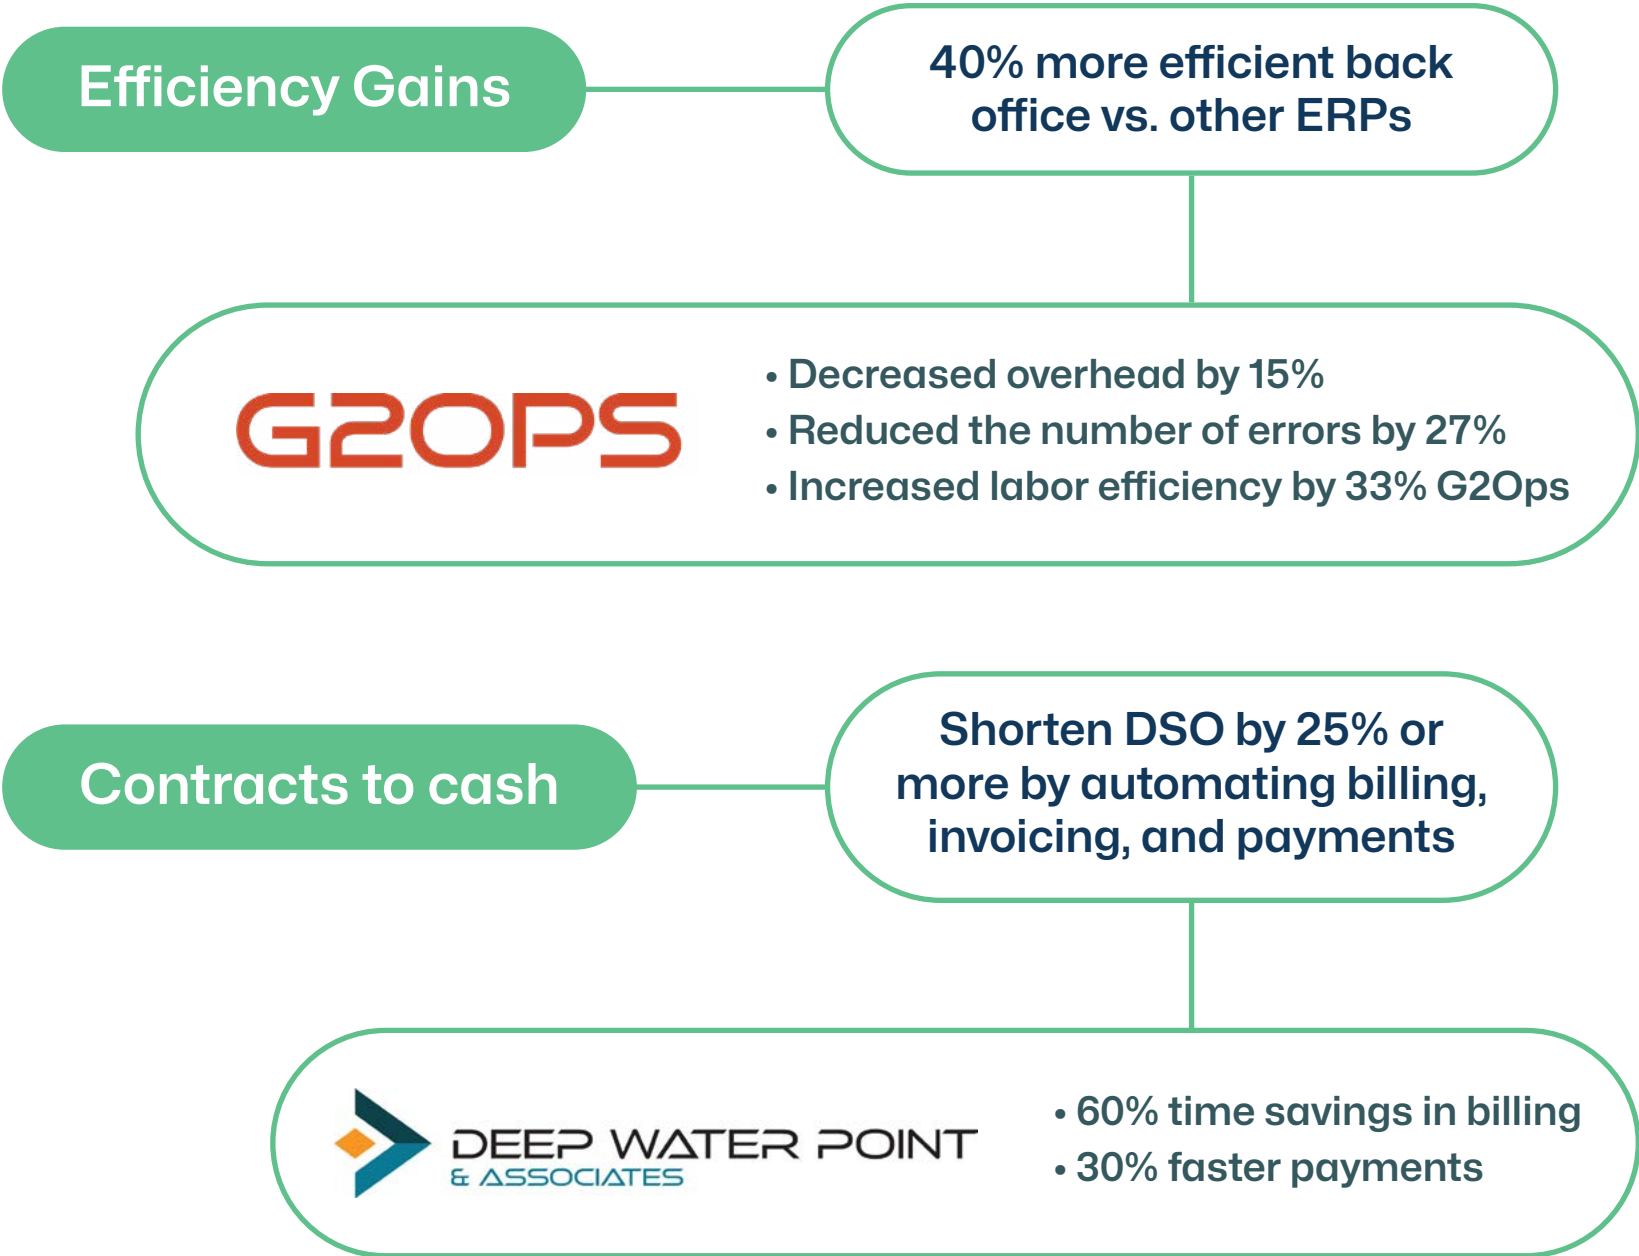 Efficiency Gains
40% more efficient back
office vs. other ERPs
G2OPS
• Decreased overhead by 15%
• Reduced the number of errors by 27%
• Increased labor efficiency by 33% G2Ops
Contracts to cash
Shorten DSO by 25% or
more by automating billing,
invoicing, and payments
DEEP WATER POINT
& ASSOCIATES
• 60% time savings in billing
• 30% faster payments